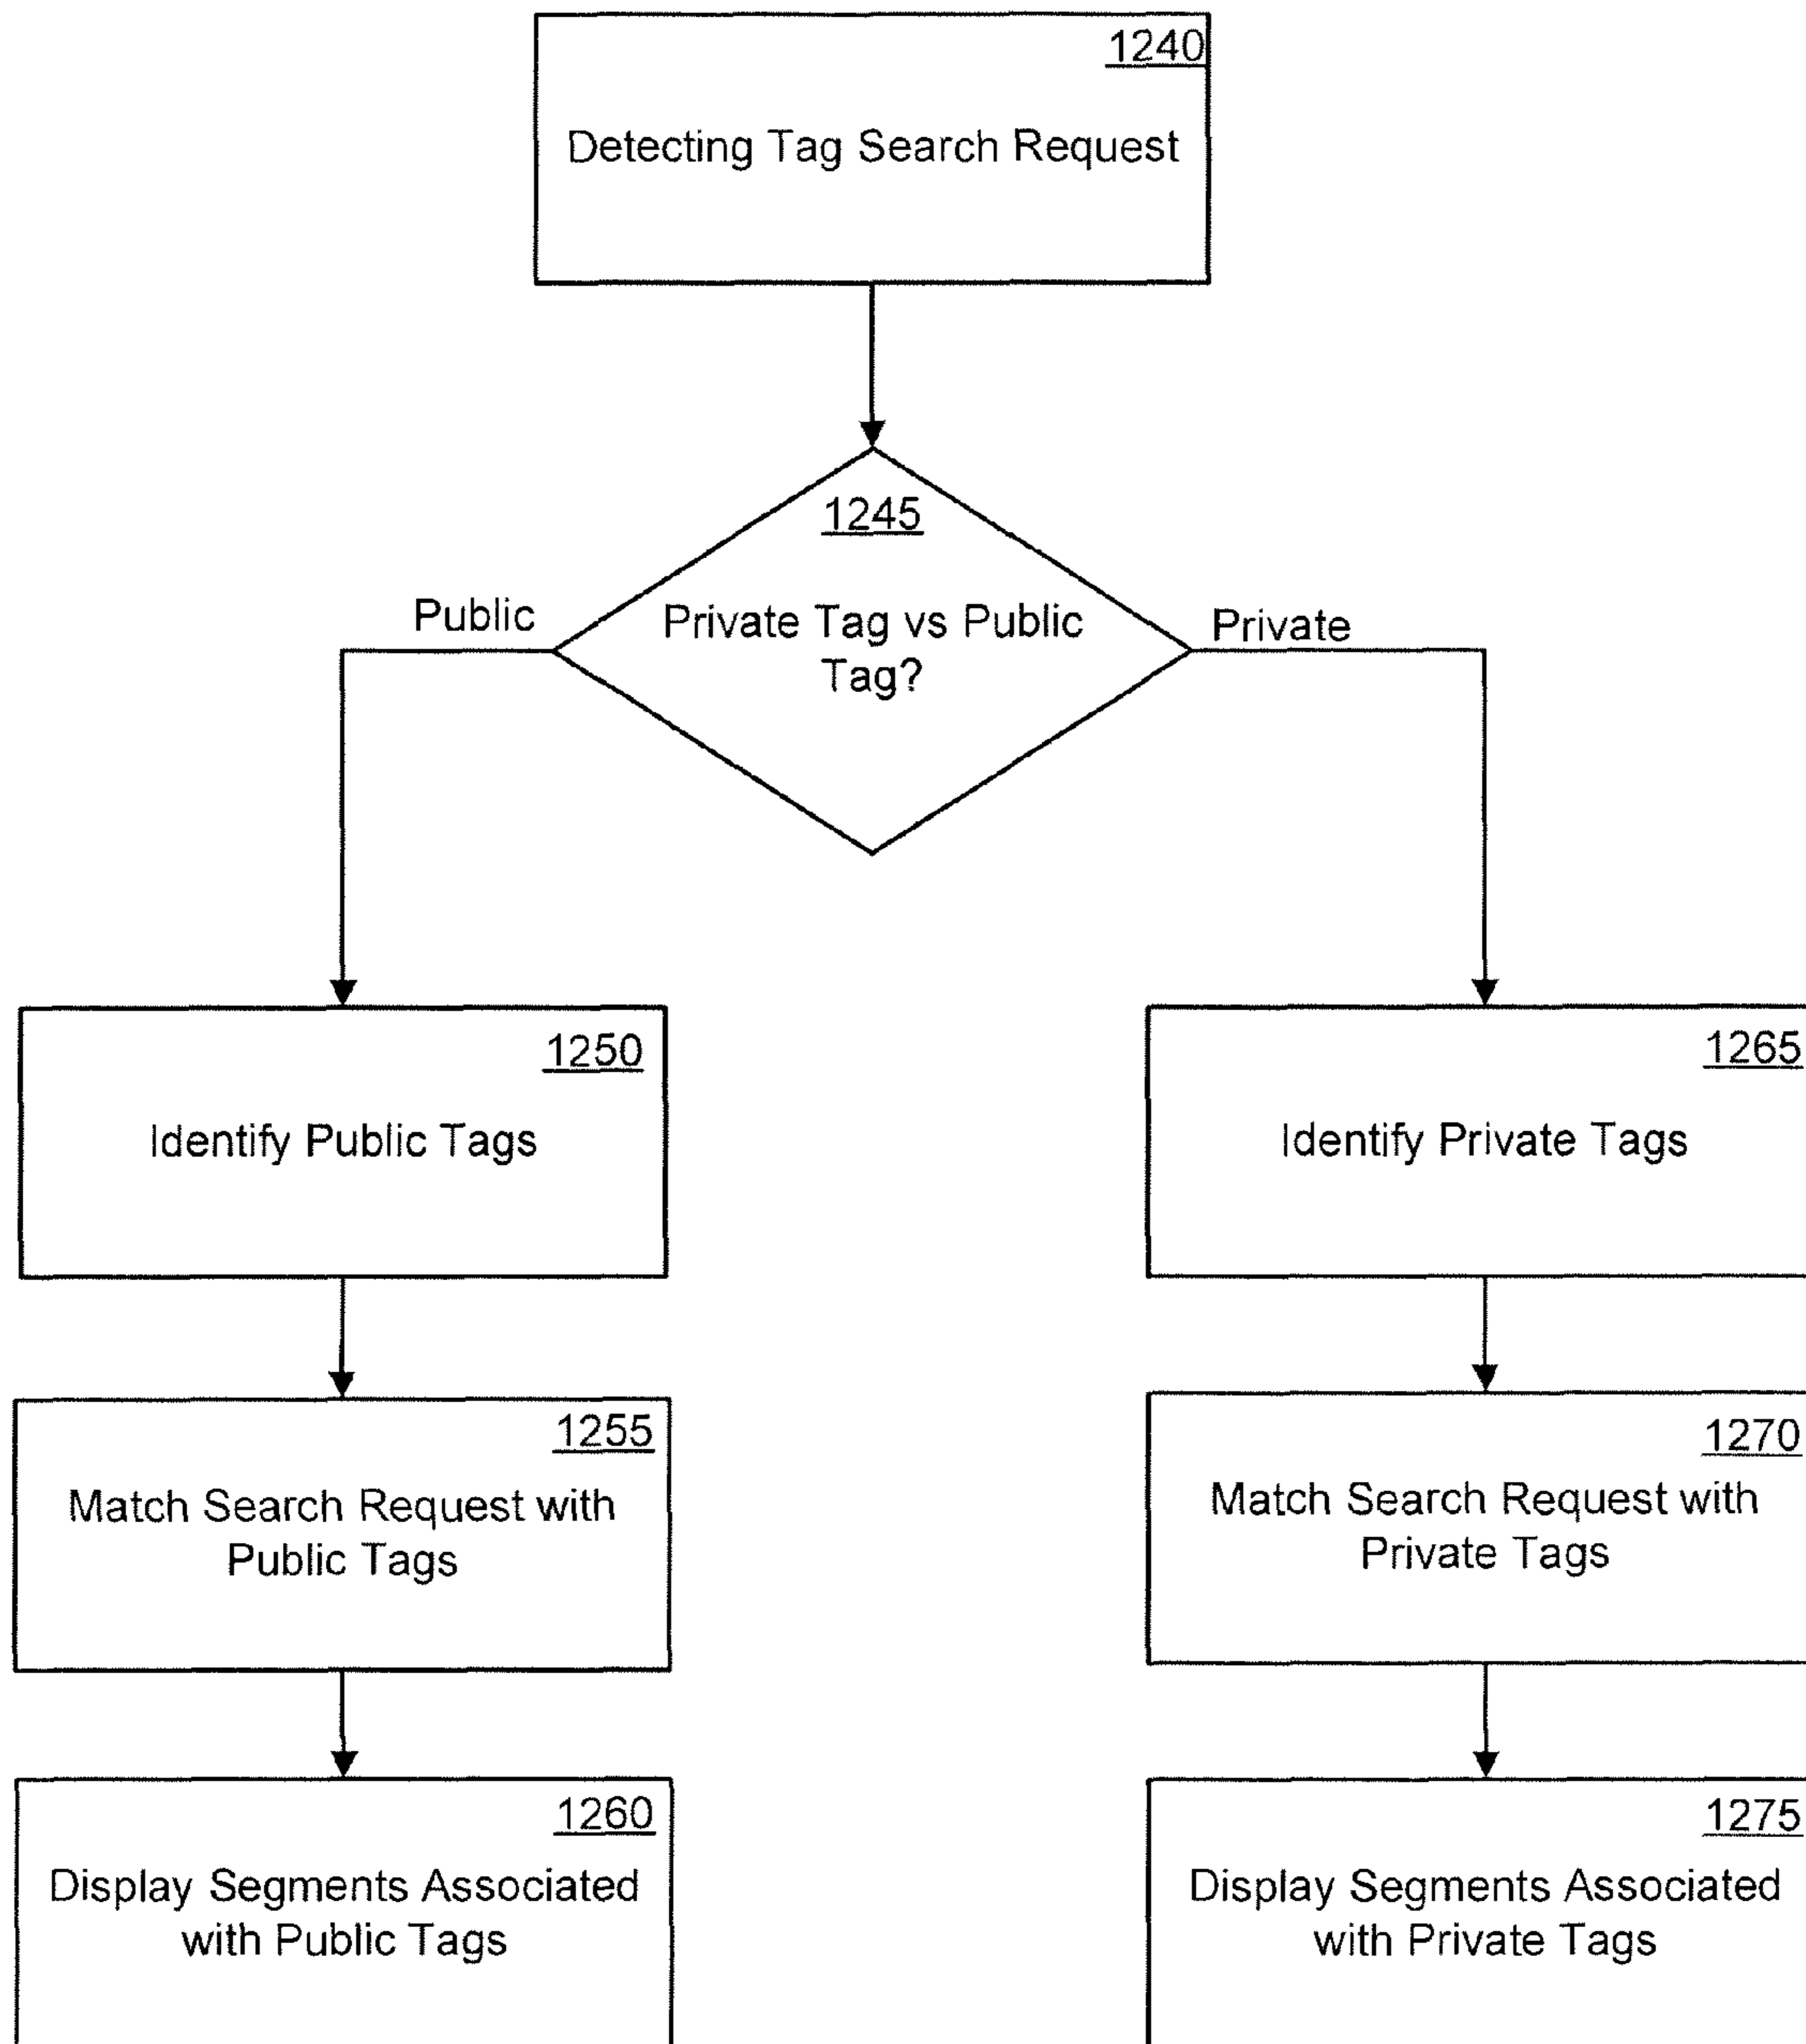 1240
Detecting Tag Search Request
1245
Private Tag vs Public
Tag?
Public
Private
1250
Identify Public Tags
1265
Identify Private Tags
1255
Match Search Request with
Public Tags
1270
Match Search Request with
Private Tags
1260
Display Segments Associated
with Public Tags
1275
Display Segments Associated
with Private Tags